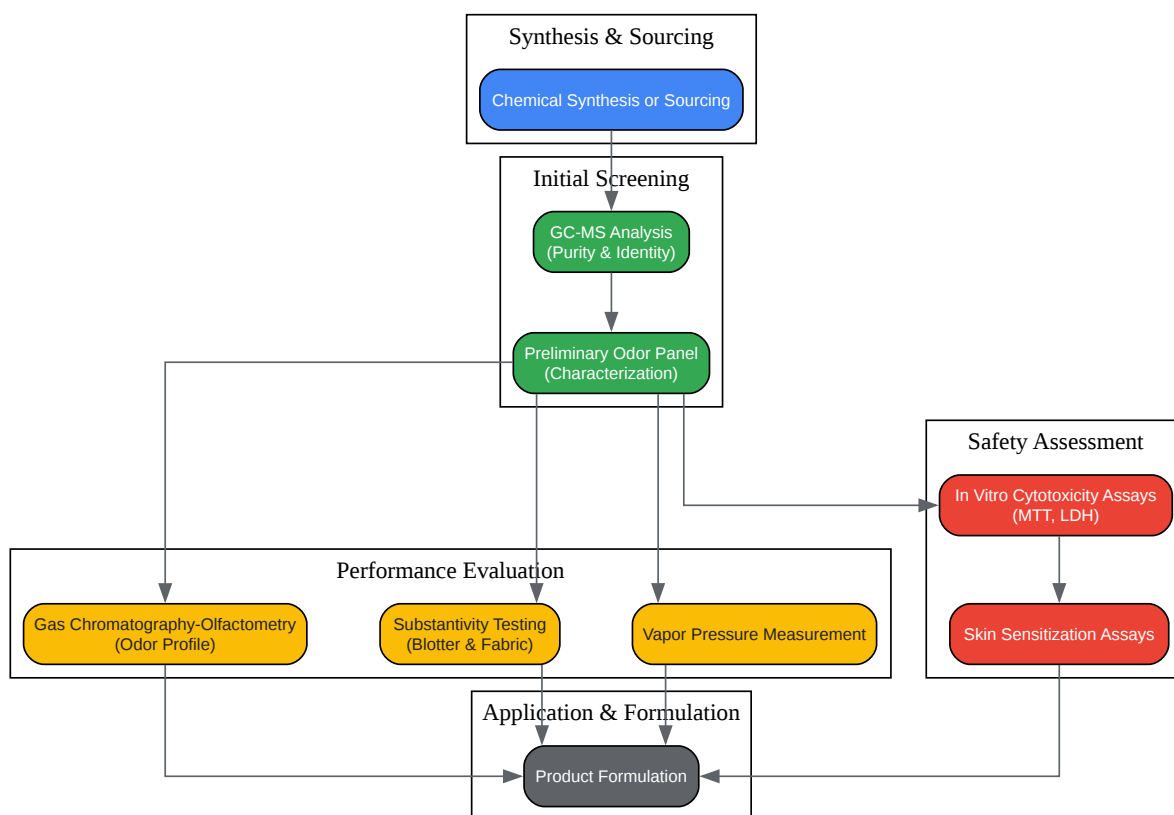 Synthesis & Sourcing
Chemical Synthesis or Sourcing
Initial Screening
GC-MS Analysis
(Purity & Identity)
Preliminary Odor Panel
(Characterization)
Safety Assessment
In Vitro Cytotoxicity Assays
(MTT, LDH)
Skin Sensitization Assays
Performance Evaluation
Gas Chromatography-Olfactometry
(Odor Profile)
Substantivity Testing
(Blotter & Fabric)
Vapor Pressure Measurement
Application & Formulation
Product Formulation